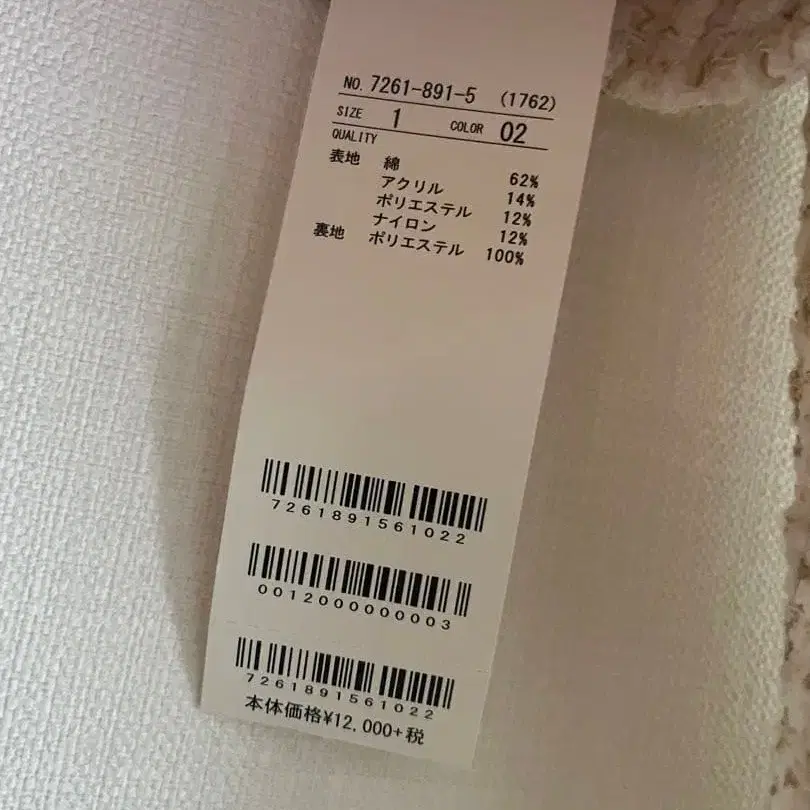 NO. 7261-891-5 (1762)
SIZE 1 COLOR 02
QUALITY
表地 綿 62%
アクリル 14%
ポリエステル 12%
ナイロン 12%
裏地 ポリエステル 100%
7261891561022
0012000000003
7261891561022
本体価格¥12,000+税